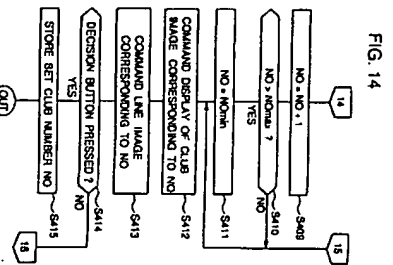 FIG. 14
14
15
NO = NO + 1
S409
NO > NOmax ?
S410
NO
YES
NO = NOmin
S411
COMMAND DISPLAY OF CLUB
IMAGE CORRESPONDING TO NO
S412
COMMAND LINE IMAGE
CORRESPONDING TO NO
S413
DECISION BUTTON PRESSED ?
S414
NO
YES
16
STORE SET CLUB NUMBER NO
S415
OUT